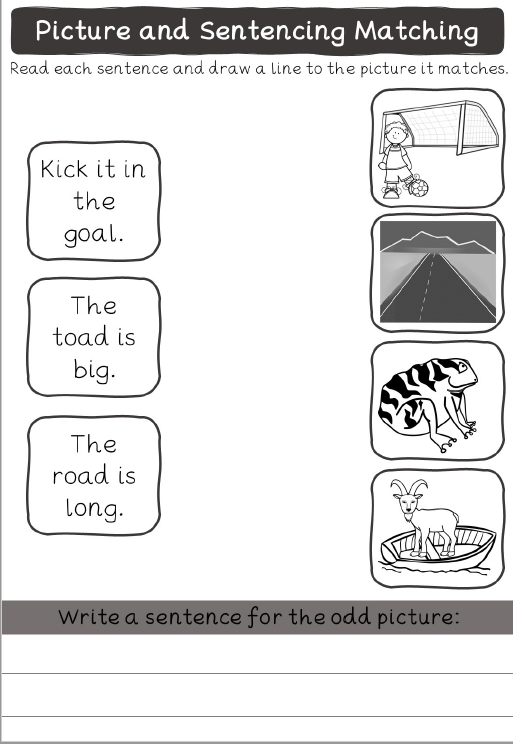 Picture and Sentencing Matching
Read each sentence and draw a line to the picture it matches.
Kick it in
the
goal.
The
toad is
big.
The
road is
long.
Write a sentence for the odd picture: